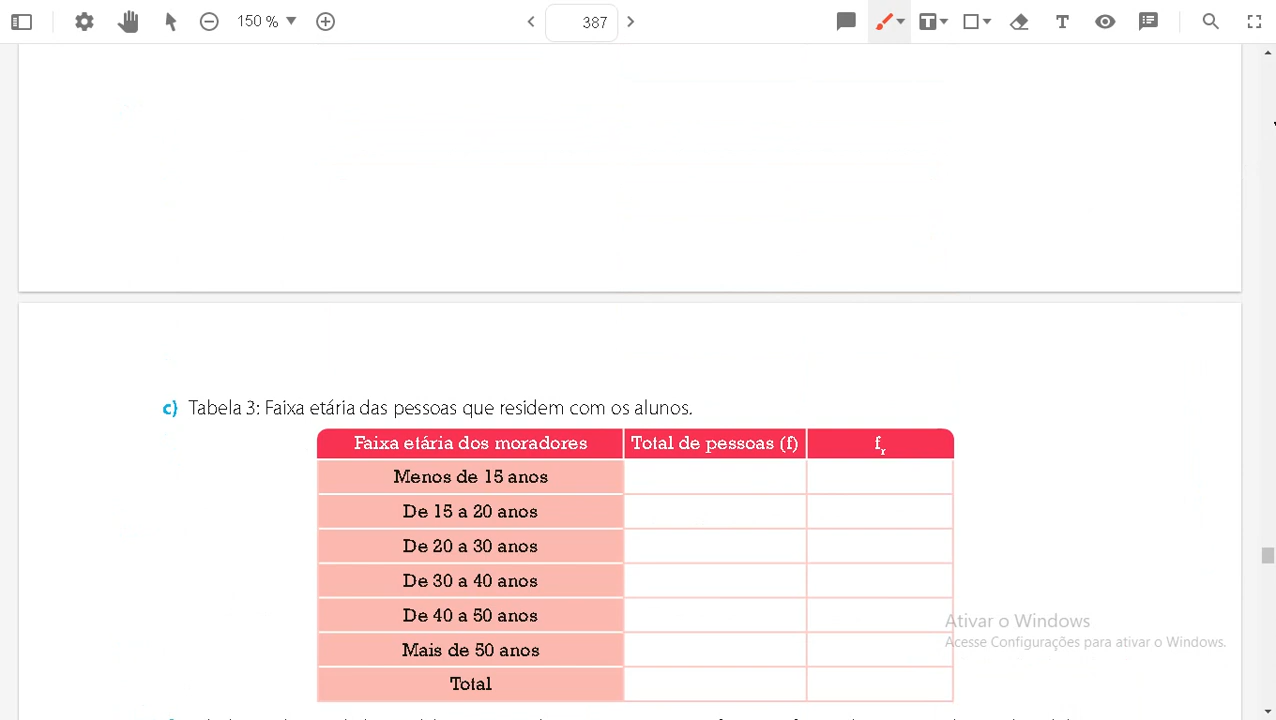 150 %
387
c) Tabela 3: Faixa etária das pessoas que residem com os alunos.
Faixa etária dos moradores Total de pessoas (f) fr
Menos de 15 anos
De 15 a 20 anos
De 20 a 30 anos
De 30 a 40 anos
De 40 a 50 anos
Mais de 50 anos
Total
Ativar o Windows
Acesse Configurações para ativar o Windows.